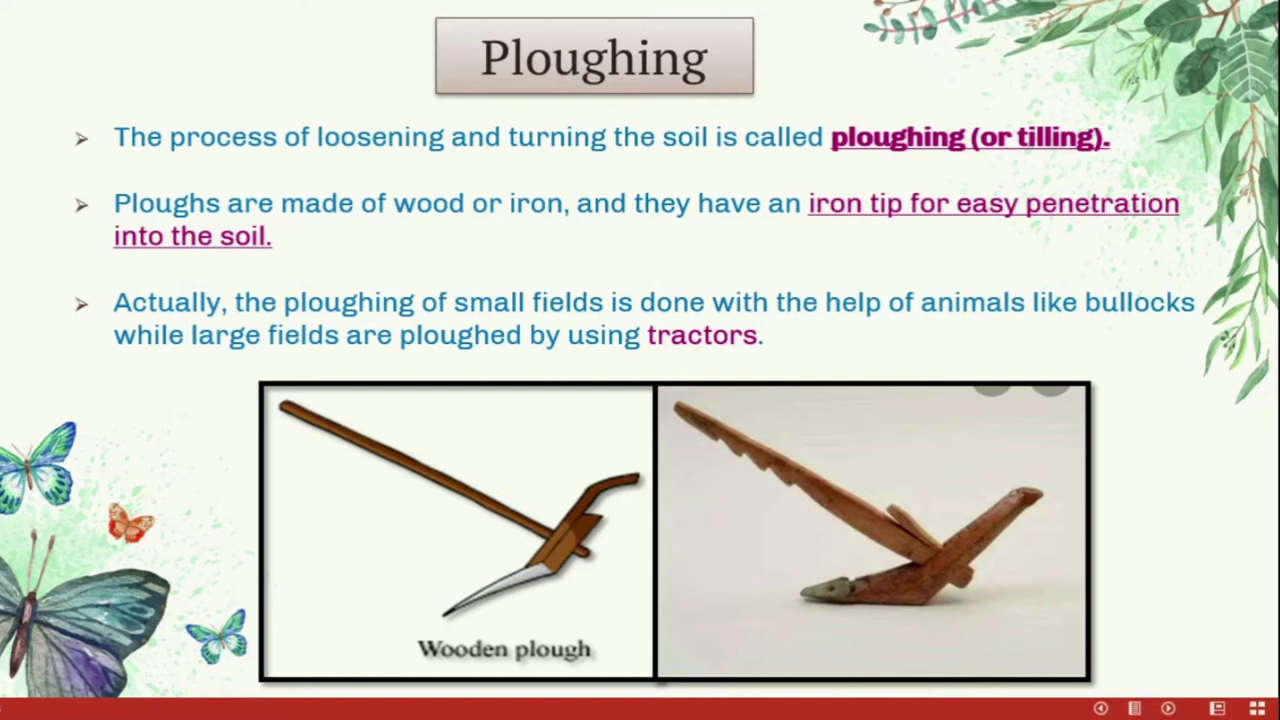 Ploughing
The process of loosening and turning the soil is called ploughing (or tilling).
Ploughs are made of wood or iron, and they have an iron tip for easy penetration
into the soil.
Actually, the ploughing of small fields is done with the help of animals like bullocks
while large fields are ploughed by using tractors.
Wooden plough